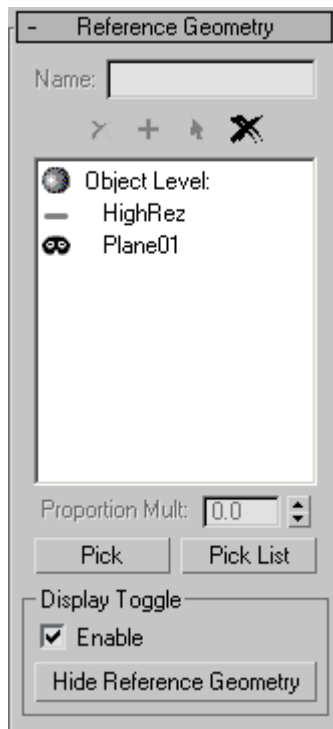 - Reference Geometry
Name:
Object Level:
HighRez
Plane01
Proportion Mult: 0.0
Pick Pick List
Display Toggle
Enable
Hide Reference Geometry